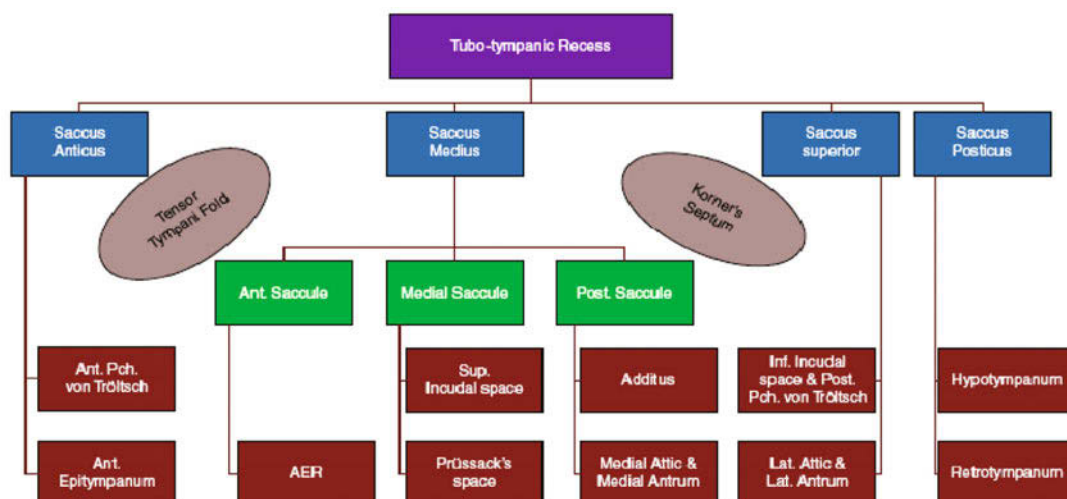 Tubo-tympanic Recess
Saccus
Anticus
Saccus
Medius
Saccus
superior
Saccus
Posticus
Tensor
Tympani Fold
Korner's
Septum
Ant. Saccule
Medial Saccule
Post. Saccule
Ant. Pch.
von Tröltsch
Sup.
Incudal space
Additus
Inf. Incudal
space & Post.
Pch. von Tröltsch
Hypotympanum
Ant.
Epitympanum
AER
Prüssack's
space
Medial Attic &
Medial Antrum
Lat. Attic &
Lat. Antrum
Retrotympanum